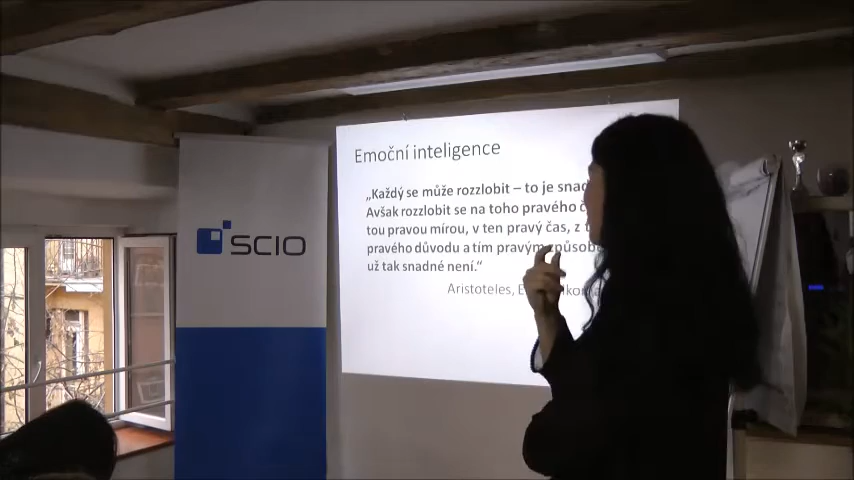 Emoční inteligence
„Každý se může rozzlobit – to je snad
Avšak rozzlobit se na toho pravého č
tou pravou mírou, v ten pravý čas, z
pravého důvodu a tím pravým způsobe
už tak snadné není.“
Aristoteles,
SCIO